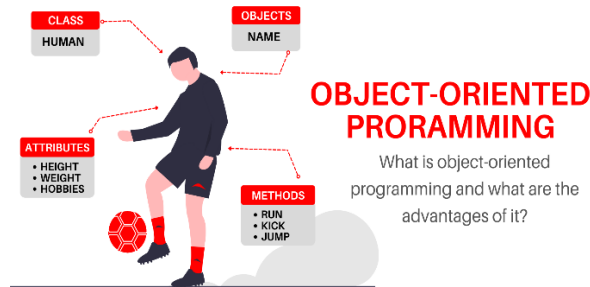 CLASS
HUMAN
OBJECTS
NAME
ATTRIBUTES
• HEIGHT
• WEIGHT
• HOBBIES
METHODS
• RUN
• KICK
• JUMP
OBJECT-ORIENTED
PRORAMMING
What is object-oriented
programming and what are the
advantages of it?